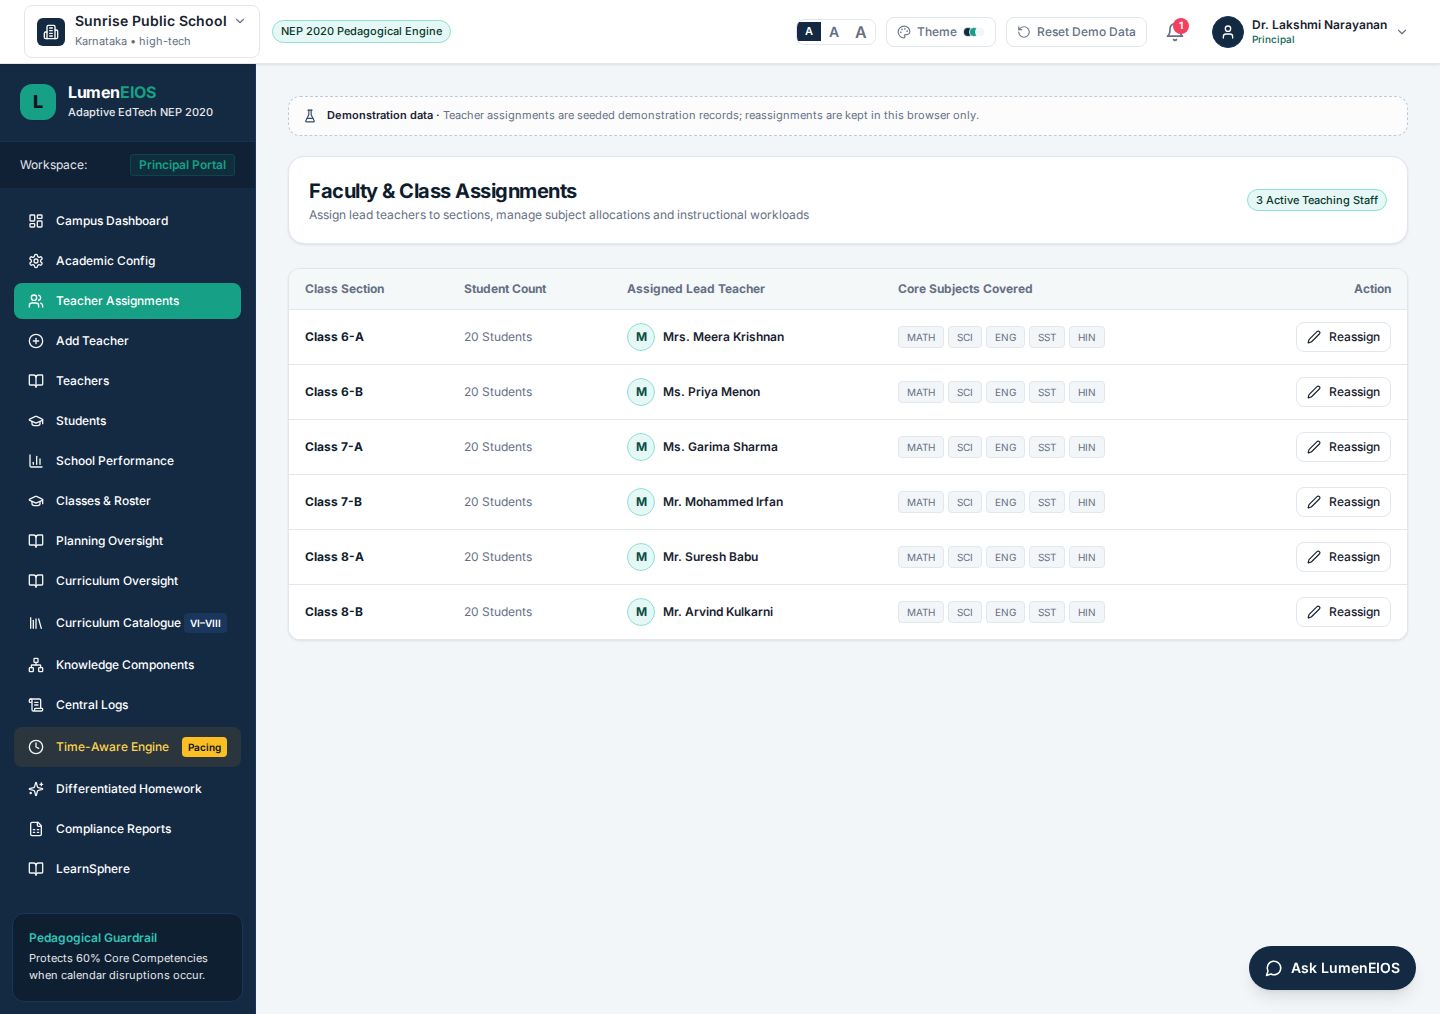 Sunrise Public School
Karnataka • high-tech
NEP 2020 Pedagogical Engine
A A A
Theme
Reset Demo Data
1
Dr. Lakshmi Narayanan
Principal
L
LumenEIOS
Adaptive EdTech NEP 2020
Workspace: Principal Portal
Campus Dashboard
Academic Config
Teacher Assignments
Add Teacher
Teachers
Students
School Performance
Classes & Roster
Planning Oversight
Curriculum Oversight
Curriculum Catalogue VI–VIII
Knowledge Components
Central Logs
Time-Aware Engine Pacing
Differentiated Homework
Compliance Reports
LearnSphere
Pedagogical Guardrail
Protects 60% Core Competencies
when calendar disruptions occur.
Demonstration data · Teacher assignments are seeded demonstration records; reassignments are kept in this browser only.
Faculty & Class Assignments
Assign lead teachers to sections, manage subject allocations and instructional workloads
3 Active Teaching Staff
Class Section Student Count Assigned Lead Teacher Core Subjects Covered Action
Class 6-A 20 Students M Mrs. Meera Krishnan MATH SCI ENG SST HIN Reassign
Class 6-B 20 Students M Ms. Priya Menon MATH SCI ENG SST HIN Reassign
Class 7-A 20 Students M Ms. Garima Sharma MATH SCI ENG SST HIN Reassign
Class 7-B 20 Students M Mr. Mohammed Irfan MATH SCI ENG SST HIN Reassign
Class 8-A 20 Students M Mr. Suresh Babu MATH SCI ENG SST HIN Reassign
Class 8-B 20 Students M Mr. Arvind Kulkarni MATH SCI ENG SST HIN Reassign
Ask LumenEIOS